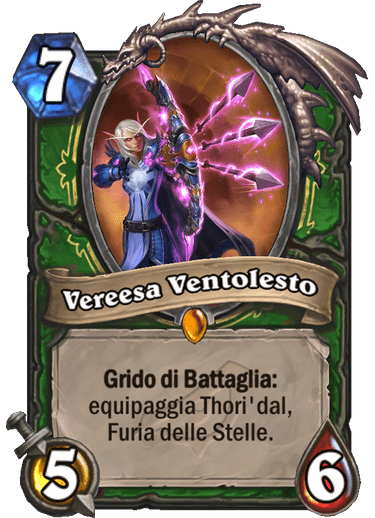 7
Vereesa Ventolesto
Grido di Battaglia:
equipaggia Thori'dal,
Furia delle Stelle.
5
6